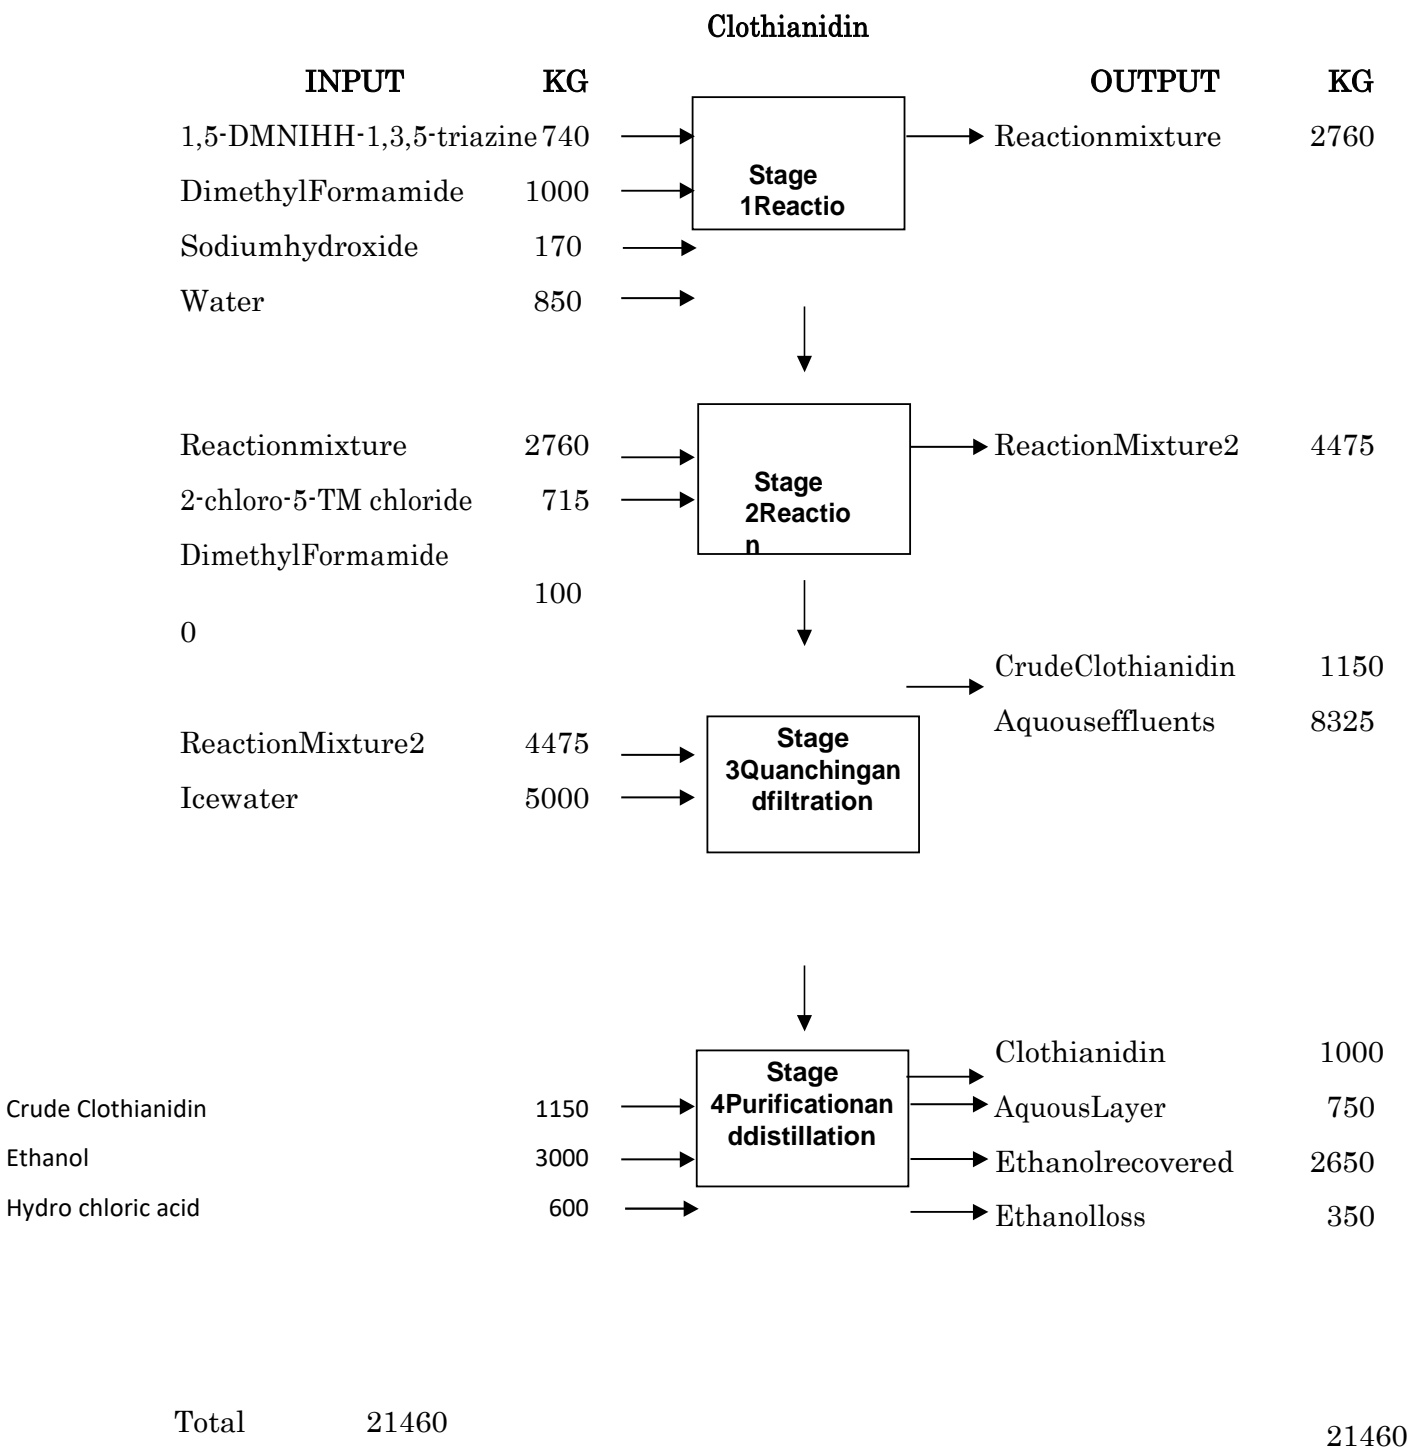 Clothianidin
INPUT KG OUTPUT KG
1,5-DMNIHH-1,3,5-triazine 740 Reactionmixture 2760
Stage
1Reactio
DimethylFormamide 1000
Sodiumhydroxide 170
Water 850
Reactionmixture 2760 ReactionMixture2 4475
Stage
2Reactio
n
2-chloro-5-TM chloride 715
DimethylFormamide
100
0
CrudeClothianidin 1150
Aquouseffluents 8325
ReactionMixture2 4475
Stage
3Quanchingan
dfiltration
Icewater 5000
Clothianidin 1000
Stage
4Purificationan
ddistillation
Crude Clothianidin 1150 AquousLayer 750
Ethanol 3000 Ethanolrecovered 2650
Hydro chloric acid 600 Ethanolloss 350
Total 21460 21460